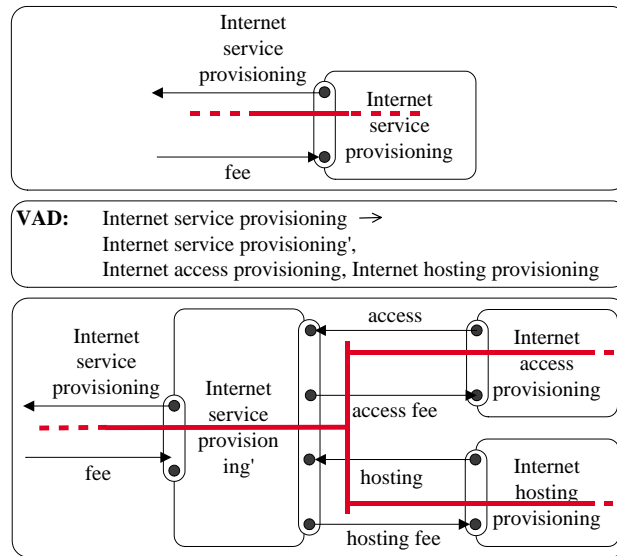 Internet
service
provisioning
Internet
service
provisioning
fee
VAD: Internet service provisioning →
Internet service provisioning',
Internet access provisioning, Internet hosting provisioning
Internet
service
provisioning
fee
Internet
service
provision
ing'
access
access fee
hosting
hosting fee
Internet
access
provisioning
Internet
hosting
provisioning